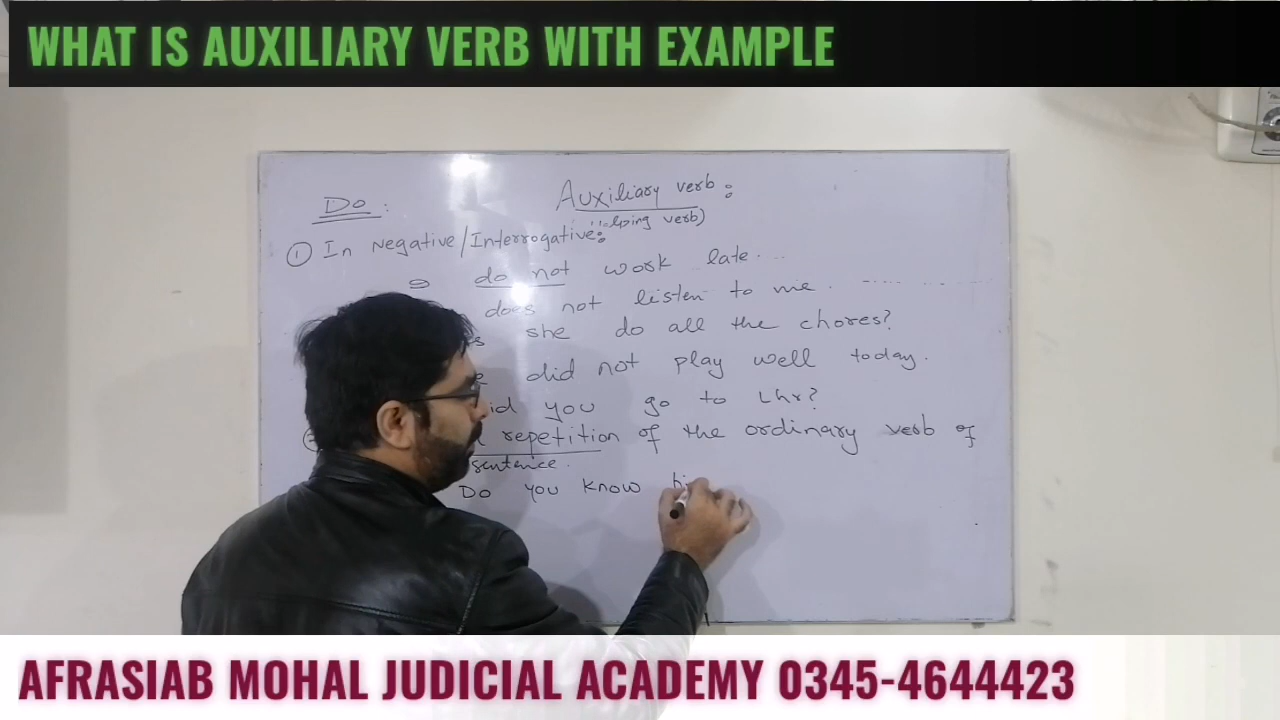 WHAT IS AUXILIARY VERB WITH EXAMPLE
Auxiliary verb:
Do:
verb)
① In Negative/Interrogative:
do not work late...
does not listen to me.
she do all the chores?
did not play well today.
you go to Lhr?
repetition of the ordinary verb of
sentence.
Do you know
AFRASIAB MOHAL JUDICIAL ACADEMY 0345-4644423